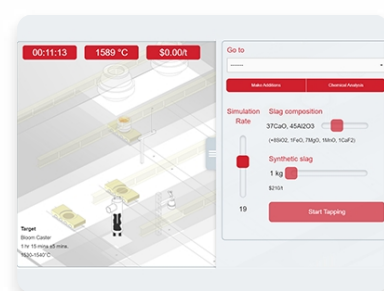 00:11:13
1589 °C
$0.00/t
Go to
Make Additions
Chemical Analysis
Simulation Rate
Slag composition
37CaO, 45Al2O3
(+8SiO2, 1FeO, 7MgO, 1MnO, 1CaF2)
Synthetic slag
1 kg
$210/t
19
Start Tapping
Target
Bloom Caster
1 hr 15 mins ±5 mins
1530-1540°C